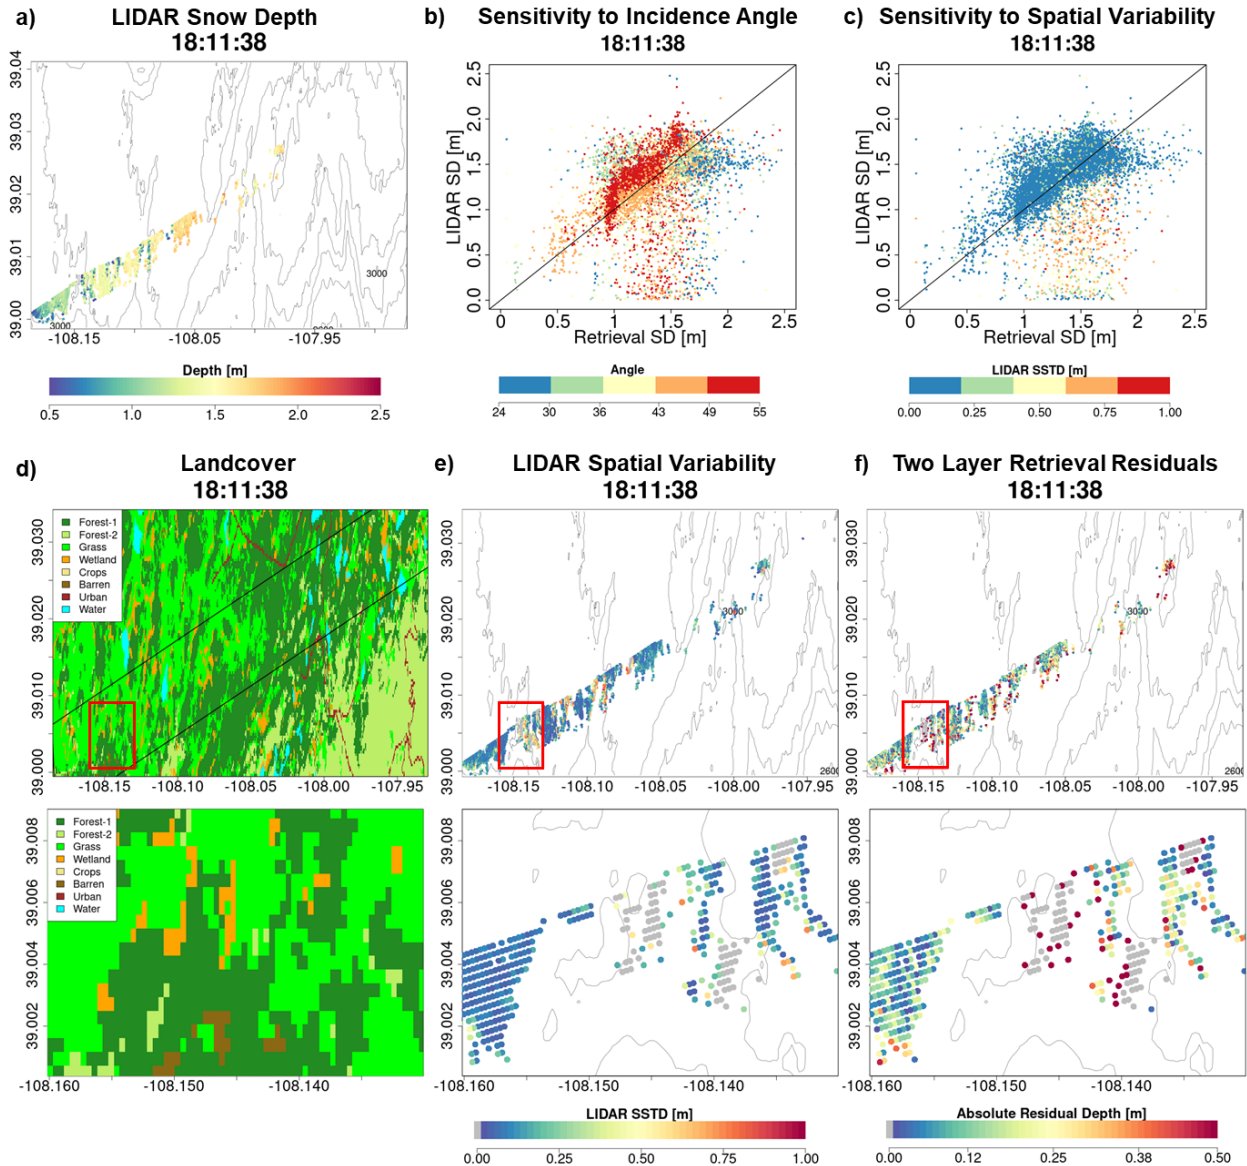 a) LIDAR Snow Depth
18:11:38
39.04
39.03
39.02
39.01
39.00
3000
3000
-108.15
-108.05
-107.95
Depth [m]
0.5 1.0 1.5 2.0 2.5
b) Sensitivity to Incidence Angle
18:11:38
LIDAR SD [m]
2.5
2.0
1.5
1.0
0.5
0.0
0 0.5 1 1.5 2 2.5
Retrieval SD [m]
Angle
24 30 36 43 49 55
c) Sensitivity to Spatial Variability
18:11:38
LIDAR SD [m]
2.5
2.0
1.5
1.0
0.5
0.0
0 0.5 1 1.5 2 2.5
Retrieval SD [m]
LIDAR SSTD [m]
0.00 0.25 0.50 0.75 1.00
d) Landcover
18:11:38
Forest-1
Forest-2
Grass
Wetland
Crops
Barren
Urban
Water
39.030
39.020
39.010
39.000
-108.15 -108.10 -108.05 -108.00 -107.95
Forest-1
Forest-2
Grass
Wetland
Crops
Barren
Urban
Water
39.008
39.006
39.004
39.002
-108.160 -108.150 -108.140
e) LIDAR Spatial Variability
18:11:38
39.030
39.020
39.010
39.000
3000
-108.15 -108.10 -108.05 -108.00 -107.95
39.008
39.006
39.004
39.002
-108.160 -108.150 -108.140
LIDAR SSTD [m]
0.00 0.25 0.50 0.75 1.00
f) Two Layer Retrieval Residuals
18:11:38
39.030
39.020
39.010
39.000
3000
2600
-108.15 -108.10 -108.05 -108.00 -107.95
39.008
39.006
39.004
39.002
-108.160 -108.150 -108.140
Absolute Residual Depth [m]
0.00 0.12 0.25 0.38 0.50